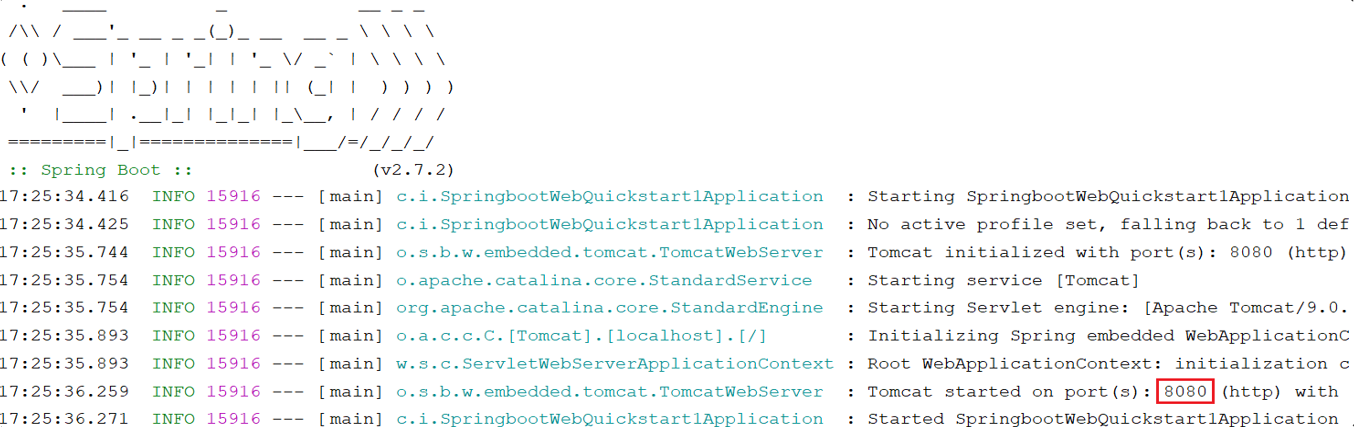 .   ____          _            __ _ _
 /\\ / ___'_ __ _ _(_)_ __  __ _ \ \ \ \
( ( )\___ | '_ | '_| | '_ \/ _` | \ \ \ \
 \\/  ___)| |_)| | | | | || (_| |  ) ) ) )
  '  |____| .__|_| |_|_| |_\__, | / / / /
 =========|_|==============|___/=/_/_/_/
 :: Spring Boot ::                (v2.7.2)
17:25:34.416  INFO 15916 --- [main] c.i.SpringbootWebQuickstart1Application  : Starting SpringbootWebQuickstart1Application
17:25:34.425  INFO 15916 --- [main] c.i.SpringbootWebQuickstart1Application  : No active profile set, falling back to 1 def
17:25:35.744  INFO 15916 --- [main] o.s.b.w.embedded.tomcat.TomcatWebServer  : Tomcat initialized with port(s): 8080 (http)
17:25:35.754  INFO 15916 --- [main] o.apache.catalina.core.StandardService   : Starting service [Tomcat]
17:25:35.754  INFO 15916 --- [main] org.apache.catalina.core.StandardEngine  : Starting Servlet engine: [Apache Tomcat/9.0.
17:25:35.893  INFO 15916 --- [main] o.a.c.c.C.[Tomcat].[localhost].[/]       : Initializing Spring embedded WebApplicationC
17:25:35.893  INFO 15916 --- [main] w.s.c.ServletWebServerApplicationContext : Root WebApplicationContext: initialization c
17:25:36.259  INFO 15916 --- [main] o.s.b.w.embedded.tomcat.TomcatWebServer  : Tomcat started on port(s): 8080 (http) with
17:25:36.271  INFO 15916 --- [main] c.i.SpringbootWebQuickstart1Application  : Started SpringbootWebQuickstart1Application